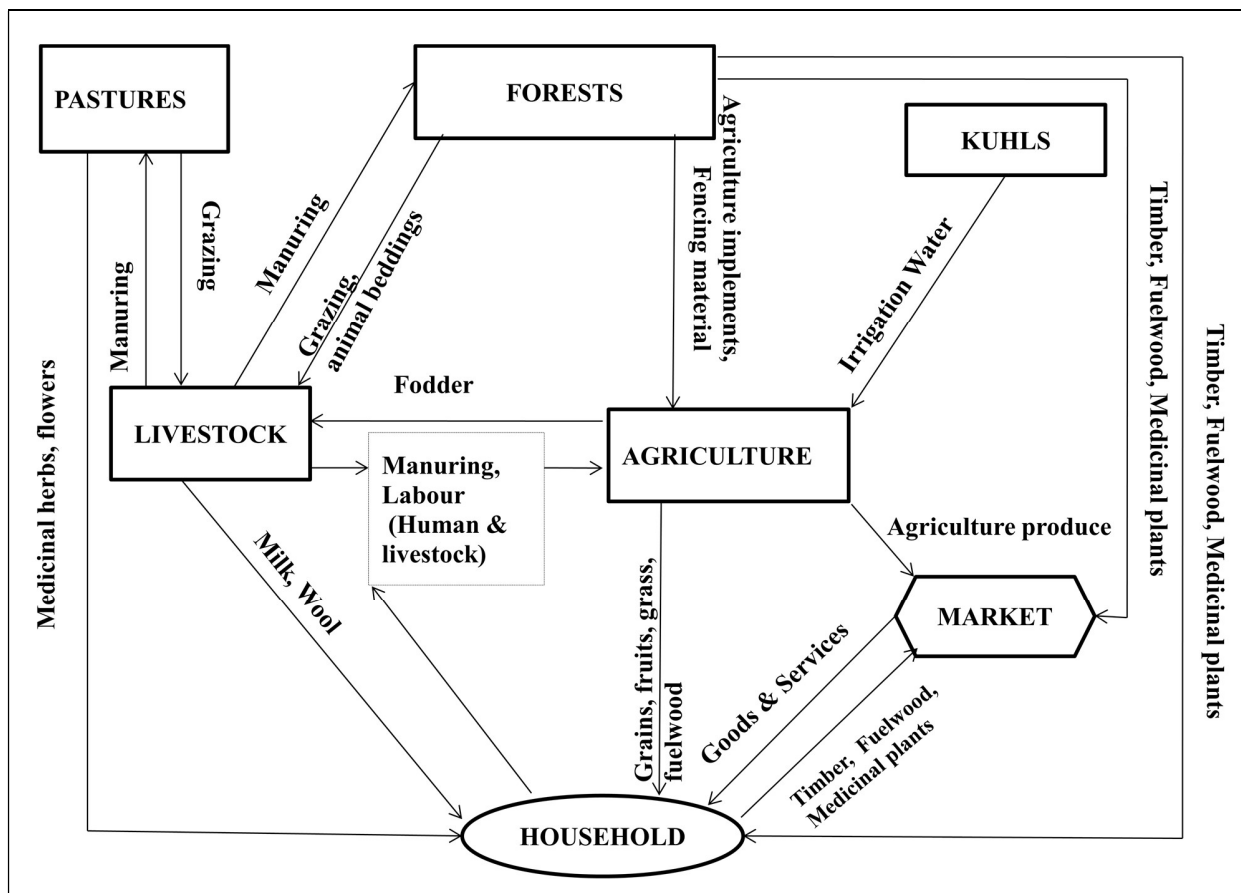 PASTURES
FORESTS
KUHLS
Manuring
Grazing
Manuring
Grazing,
animal beddings
Agriculture implements,
Fencing material
Irrigation Water
Timber, Fuelwood, Medicinal plants
Timber, Fuelwood, Medicinal plants
Medicinal herbs, flowers
Fodder
LIVESTOCK
AGRICULTURE
Manuring,
Labour
(Human &
livestock)
Agriculture produce
Milk, Wool
MARKET
Grains, fruits, grass,
fuelwood
Goods & Services
Timber, Fuelwood,
Medicinal plants
HOUSEHOLD